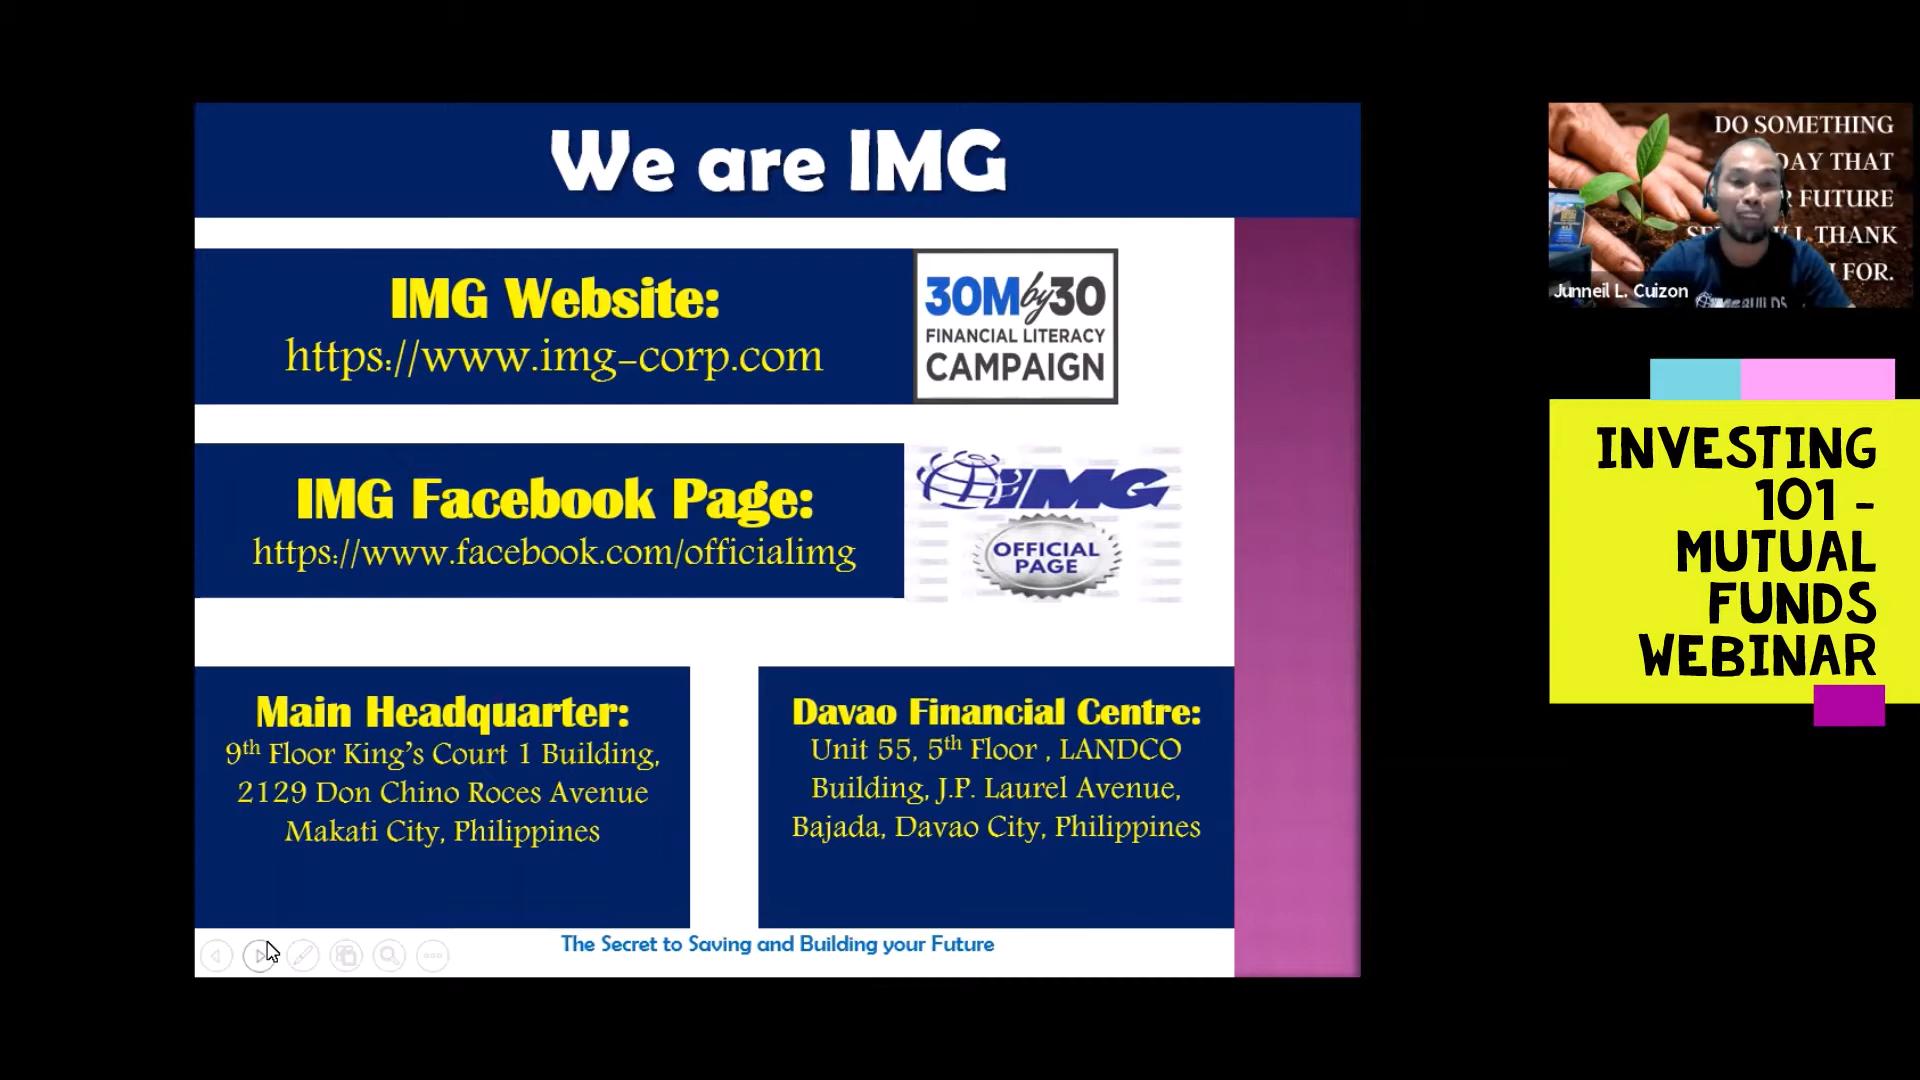 We are IMG
IMG Website:
https://www.img-corp.com
30M by 30
FINANCIAL LITERACY
CAMPAIGN
IMG Facebook Page:
https://www.facebook.com/officialimg
IMG
OFFICIAL
PAGE
Main Headquarter:
9th Floor King's Court 1 Building,
2129 Don Chino Roces Avenue
Makati City, Philippines
Davao Financial Centre:
Unit 55, 5th Floor , LANDCO
Building, J.P. Laurel Avenue,
Bajada, Davao City, Philippines
The Secret to Saving and Building your Future
DO SOMETHING
THAT
FUTURE
THANK
FOR.
Junneil L. Cuizon
INVESTING
101 -
MUTUAL
FUNDS
WEBINAR